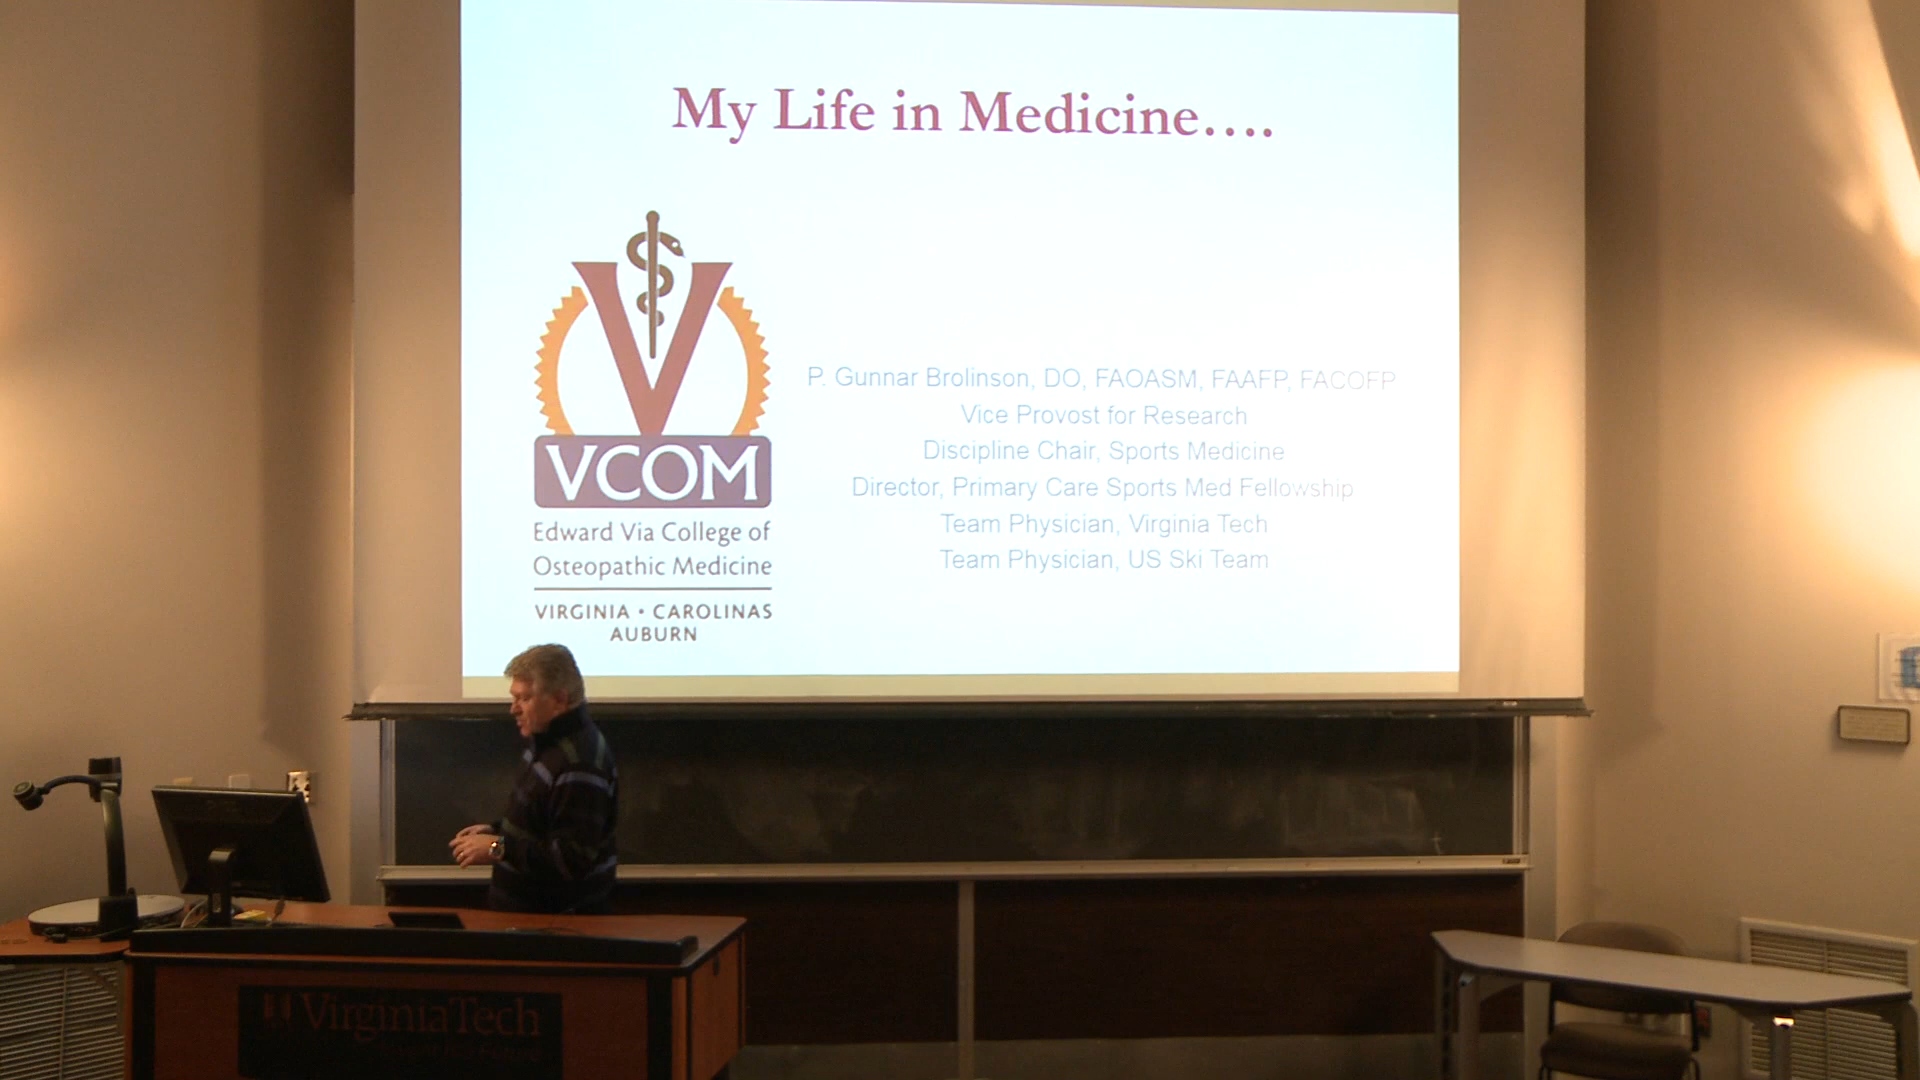 My Life in Medicine....
P. Gunnar Brolinson, DO, FAOASM, FAAFP, FACOFP
Vice Provost for Research
Discipline Chair, Sports Medicine
Director, Primary Care Sports Med Fellowship
Team Physician, Virginia Tech
Team Physician, US Ski Team
V
VCOM
Edward Via College of
Osteopathic Medicine
VIRGINIA • CAROLINAS
AUBURN
VirginiaTech